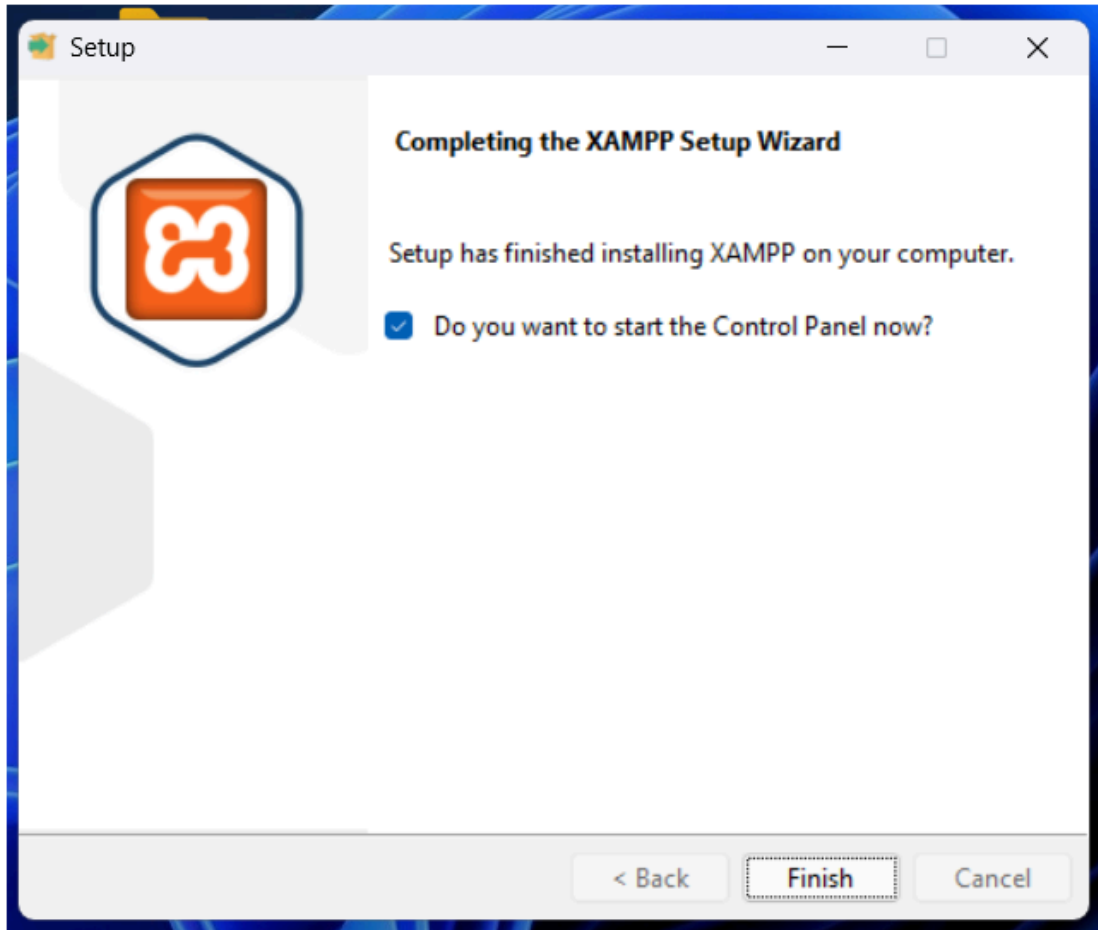 Setup
Completing the XAMPP Setup Wizard
Setup has finished installing XAMPP on your computer.
Do you want to start the Control Panel now?
< Back
Finish
Cancel